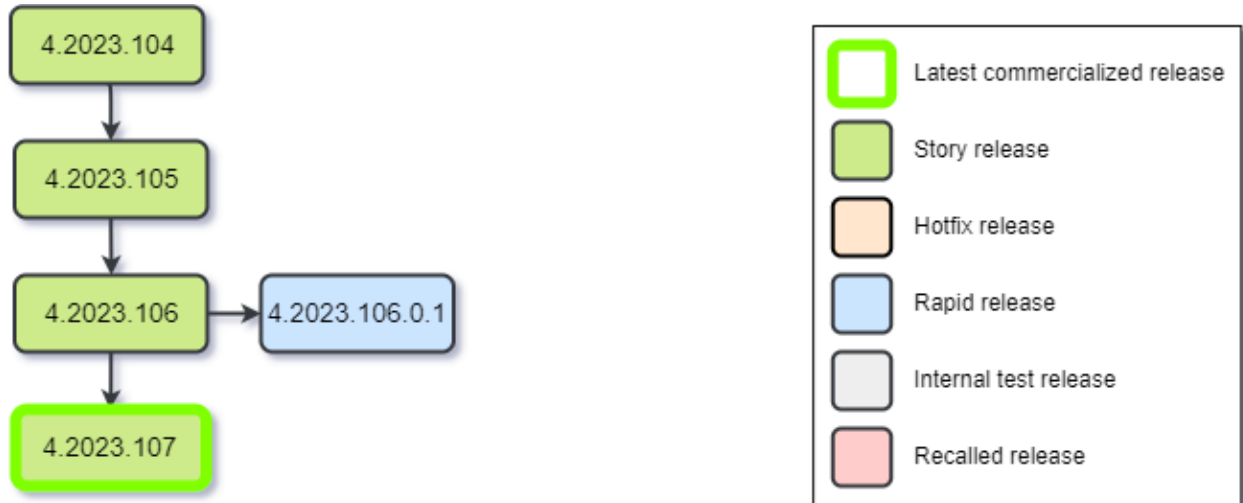 4.2023.104
4.2023.105
4.2023.106
4.2023.106.0.1
4.2023.107
Latest commercialized release
Story release
Hotfix release
Rapid release
Internal test release
Recalled release